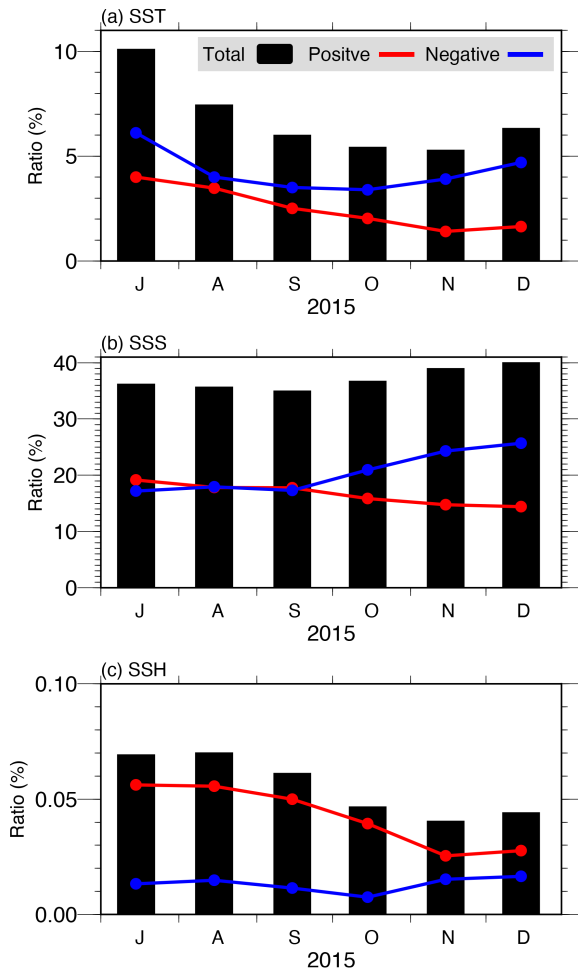 (a) SST
Total Positve Negative
10
5
0
Ratio (%)
J A S O N D
2015
(b) SSS
40
30
20
10
0
Ratio (%)
J A S O N D
2015
(c) SSH
0.10
0.05
0.00
Ratio (%)
J A S O N D
2015